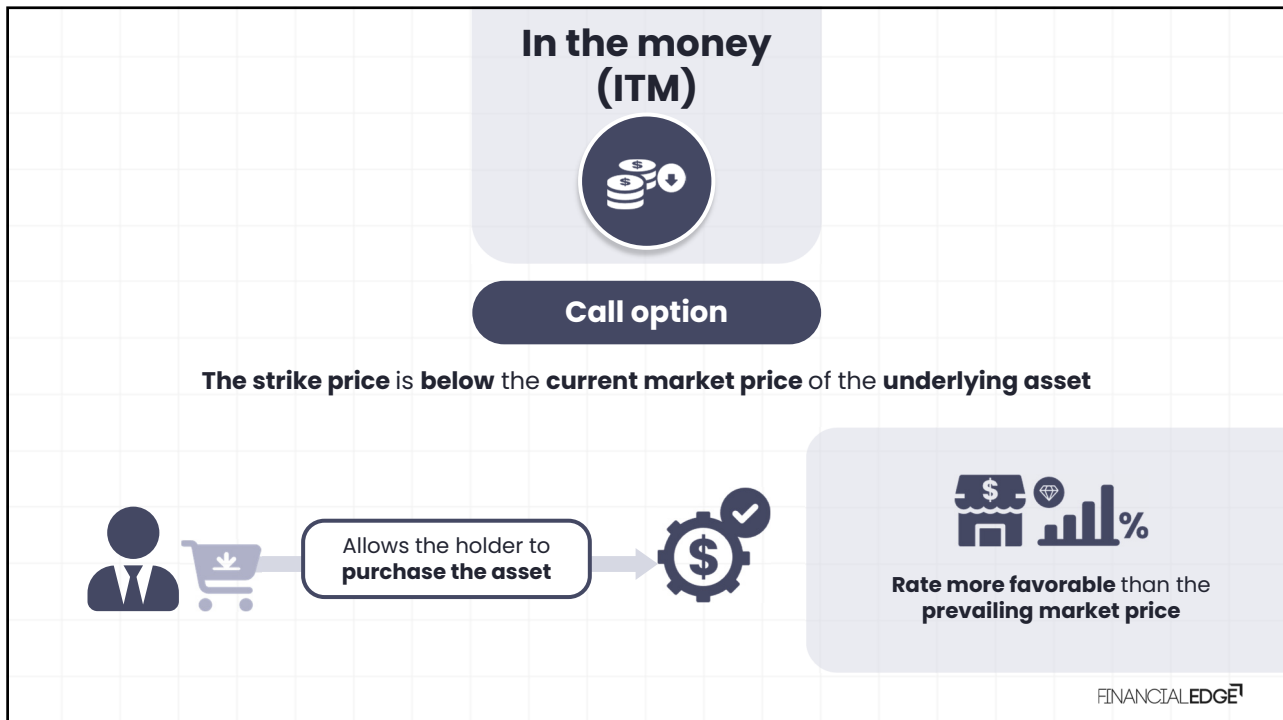 In the money
(ITM)
$
$
Call option
The strike price is below the current market price of the underlying asset
Allows the holder to
purchase the asset
$
$
%
Rate more favorable than the
prevailing market price
FINANCIALEDGE